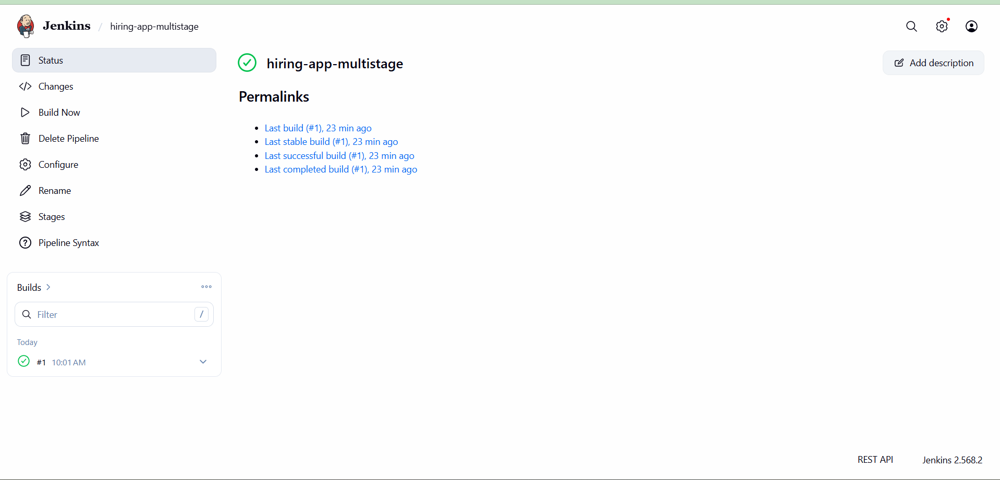 Jenkins / hiring-app-multistage
Status
Changes
Build Now
Delete Pipeline
Configure
Rename
Stages
Pipeline Syntax
Builds
Filter /
Today
#1 10:01 AM
hiring-app-multistage
Add description
Permalinks
Last build (#1), 23 min ago
Last stable build (#1), 23 min ago
Last successful build (#1), 23 min ago
Last completed build (#1), 23 min ago
REST API
Jenkins 2.568.2